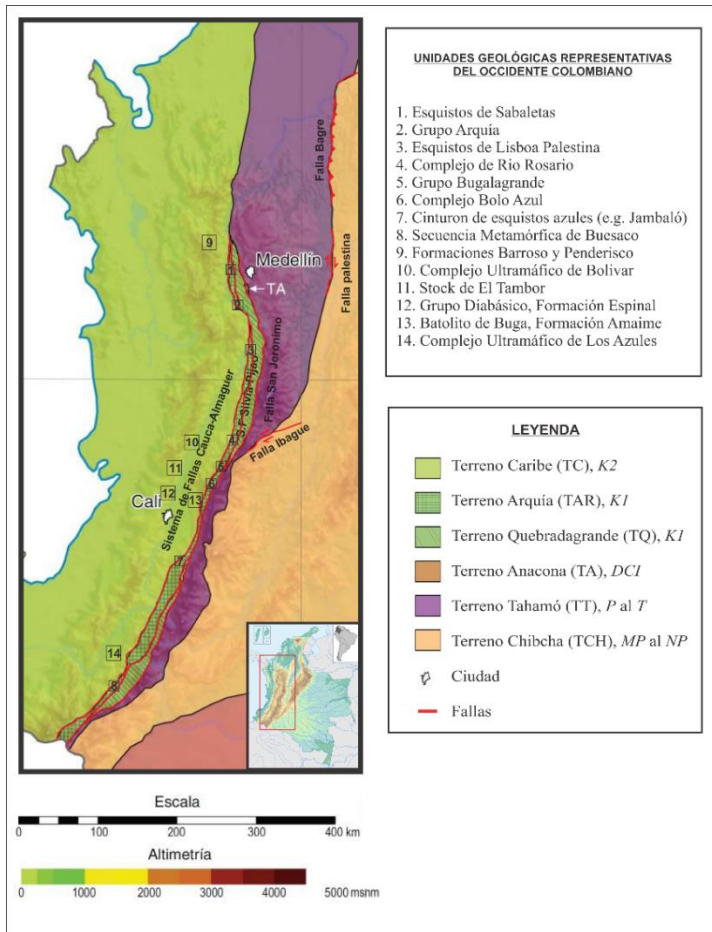 UNIDADES GEOLÓGICAS REPRESENTATIVAS
DEL OCCIDENTE COLOMBIANO
1. Esquistos de Sabaletas
2. Grupo Arquía
3. Esquistos de Lisboa Palestina
4. Complejo de Rio Rosario
5. Grupo Bugalagrande
6. Complejo Bolo Azul
7. Cinturon de esquistos azules (e.g. Jambaló)
8. Secuencia Metamórfica de Buesaco
9. Formaciones Barroso y Penderisco
10. Complejo Ultramáfico de Bolivar
11. Stock de El Tambor
12. Grupo Diabásico, Formación Espinal
13. Batolito de Buga, Formación Amaime
14. Complejo Ultramáfico de Los Azules
LEYENDA
Terreno Caribe (TC), K2
Terreno Arquía (TAR), K1
Terreno Quebradagrande (TQ), K1
Terreno Anacona (TA), DC1
Terreno Tahamó (TT), P al T
Terreno Chibcha (TCH), MP al NP
Ciudad
Fallas
Falla Bagre
Falla palestina
9
Medellín
1
TA
2
3
Falla San Jeronimo
S.F Silvia-Pijao
Sistema de Fallas Cauca-Almaguer
Falla Ibague
10
4
11
5
12
6
13
Cali
7
14
8
Escala
0 100 200 300 400 km
Altimetría
0 1000 2000 3000 4000 5000 msnm